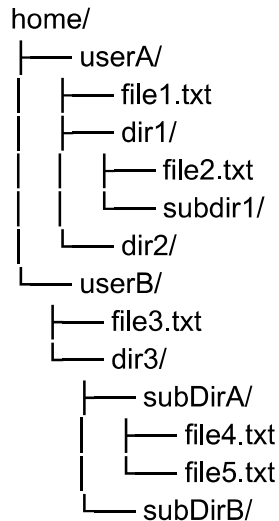 home/
userA/
file1.txt
dir1/
file2.txt
subdir1/
dir2/
userB/
file3.txt
dir3/
subDirA/
file4.txt
file5.txt
subDirB/